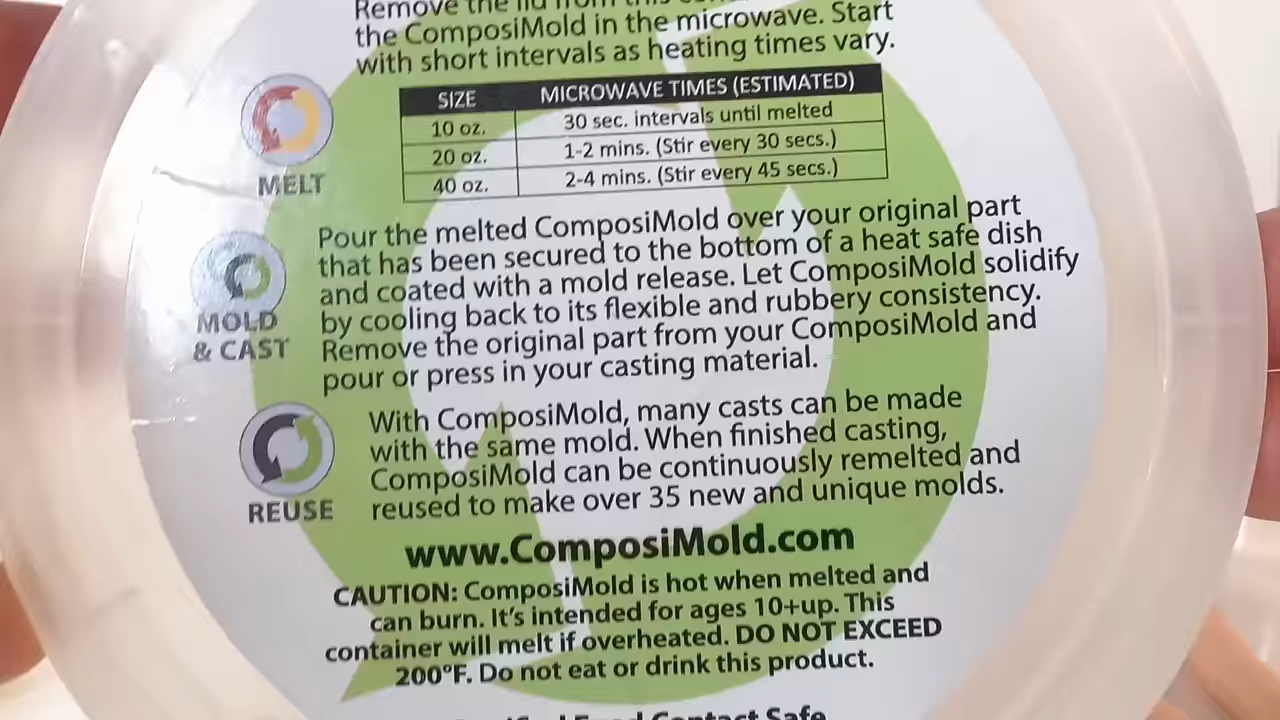 Remove the lid from this
the ComposiMold in the microwave. Start
with short intervals as heating times vary.
SIZE MICROWAVE TIMES (ESTIMATED)
10 oz. 30 sec. intervals until melted
20 oz. 1-2 mins. (Stir every 30 secs.)
40 oz. 2-4 mins. (Stir every 45 secs.)
MELT
Pour the melted ComposiMold over your original part
that has been secured to the bottom of a heat safe dish
and coated with a mold release. Let ComposiMold solidify
by cooling back to its flexible and rubbery consistency.
Remove the original part from your ComposiMold and
pour or press in your casting material.
MOLD
& CAST
With ComposiMold, many casts can be made
with the same mold. When finished casting,
ComposiMold can be continuously remelted and
reused to make over 35 new and unique molds.
REUSE
www.ComposiMold.com
CAUTION: ComposiMold is hot when melted and
can burn. It's intended for ages 10+up. This
container will melt if overheated. DO NOT EXCEED
200°F. Do not eat or drink this product.
Food Contact Safe